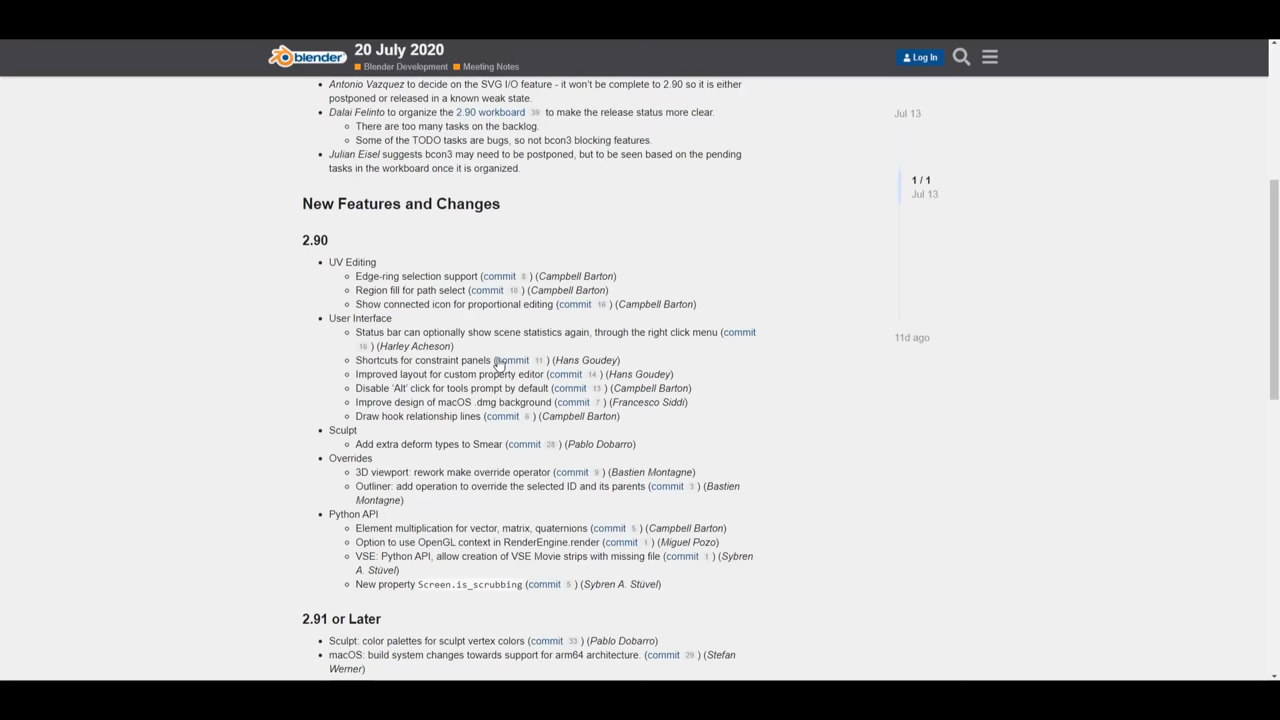 blender
20 July 2020
Blender Development Meeting Notes
Log In
Antonio Vazquez to decide on the SVG I/O feature - it won't be complete to 2.90 so it is either
postponed or released in a known weak state.
Dalai Felinto to organize the 2.90 workboard 39 to make the release status more clear.
There are too many tasks on the backlog.
Some of the TODO tasks are bugs, so not bcon3 blocking features.
Julian Eisel suggests bcon3 may need to be postponed, but to be seen based on the pending
tasks in the workboard once it is organized.
Jul 13
1 / 1
Jul 13
11d ago
New Features and Changes
2.90
UV Editing
Edge-ring selection support (commit 8 ) (Campbell Barton)
Region fill for path select (commit 10 ) (Campbell Barton)
Show connected icon for proportional editing (commit 16 ) (Campbell Barton)
User Interface
Status bar can optionally show scene statistics again, through the right click menu (commit
16 ) (Harley Acheson)
Shortcuts for constraint panels (commit 11 ) (Hans Goudey)
Improved layout for custom property editor (commit 14 ) (Hans Goudey)
Disable 'Alt' click for tools prompt by default (commit 13 ) (Campbell Barton)
Improve design of macOS .dmg background (commit 7 ) (Francesco Siddi)
Draw hook relationship lines (commit 6 ) (Campbell Barton)
Sculpt
Add extra deform types to Smear (commit 28 ) (Pablo Dobarro)
Overrides
3D viewport: rework make override operator (commit 9 ) (Bastien Montagne)
Outliner: add operation to override the selected ID and its parents (commit 3 ) (Bastien
Montagne)
Python API
Element multiplication for vector, matrix, quaternions (commit 5 ) (Campbell Barton)
Option to use OpenGL context in RenderEngine.render (commit 1 ) (Miguel Pozo)
VSE: Python API, allow creation of VSE Movie strips with missing file (commit 1 ) (Sybren
A. Stüvel)
New property Screen.is_scrubbing (commit 5 ) (Sybren A. Stüvel)
2.91 or Later
Sculpt: color palettes for sculpt vertex colors (commit 33 ) (Pablo Dobarro)
macOS: build system changes towards support for arm64 architecture. (commit 29 ) (Stefan
Werner)